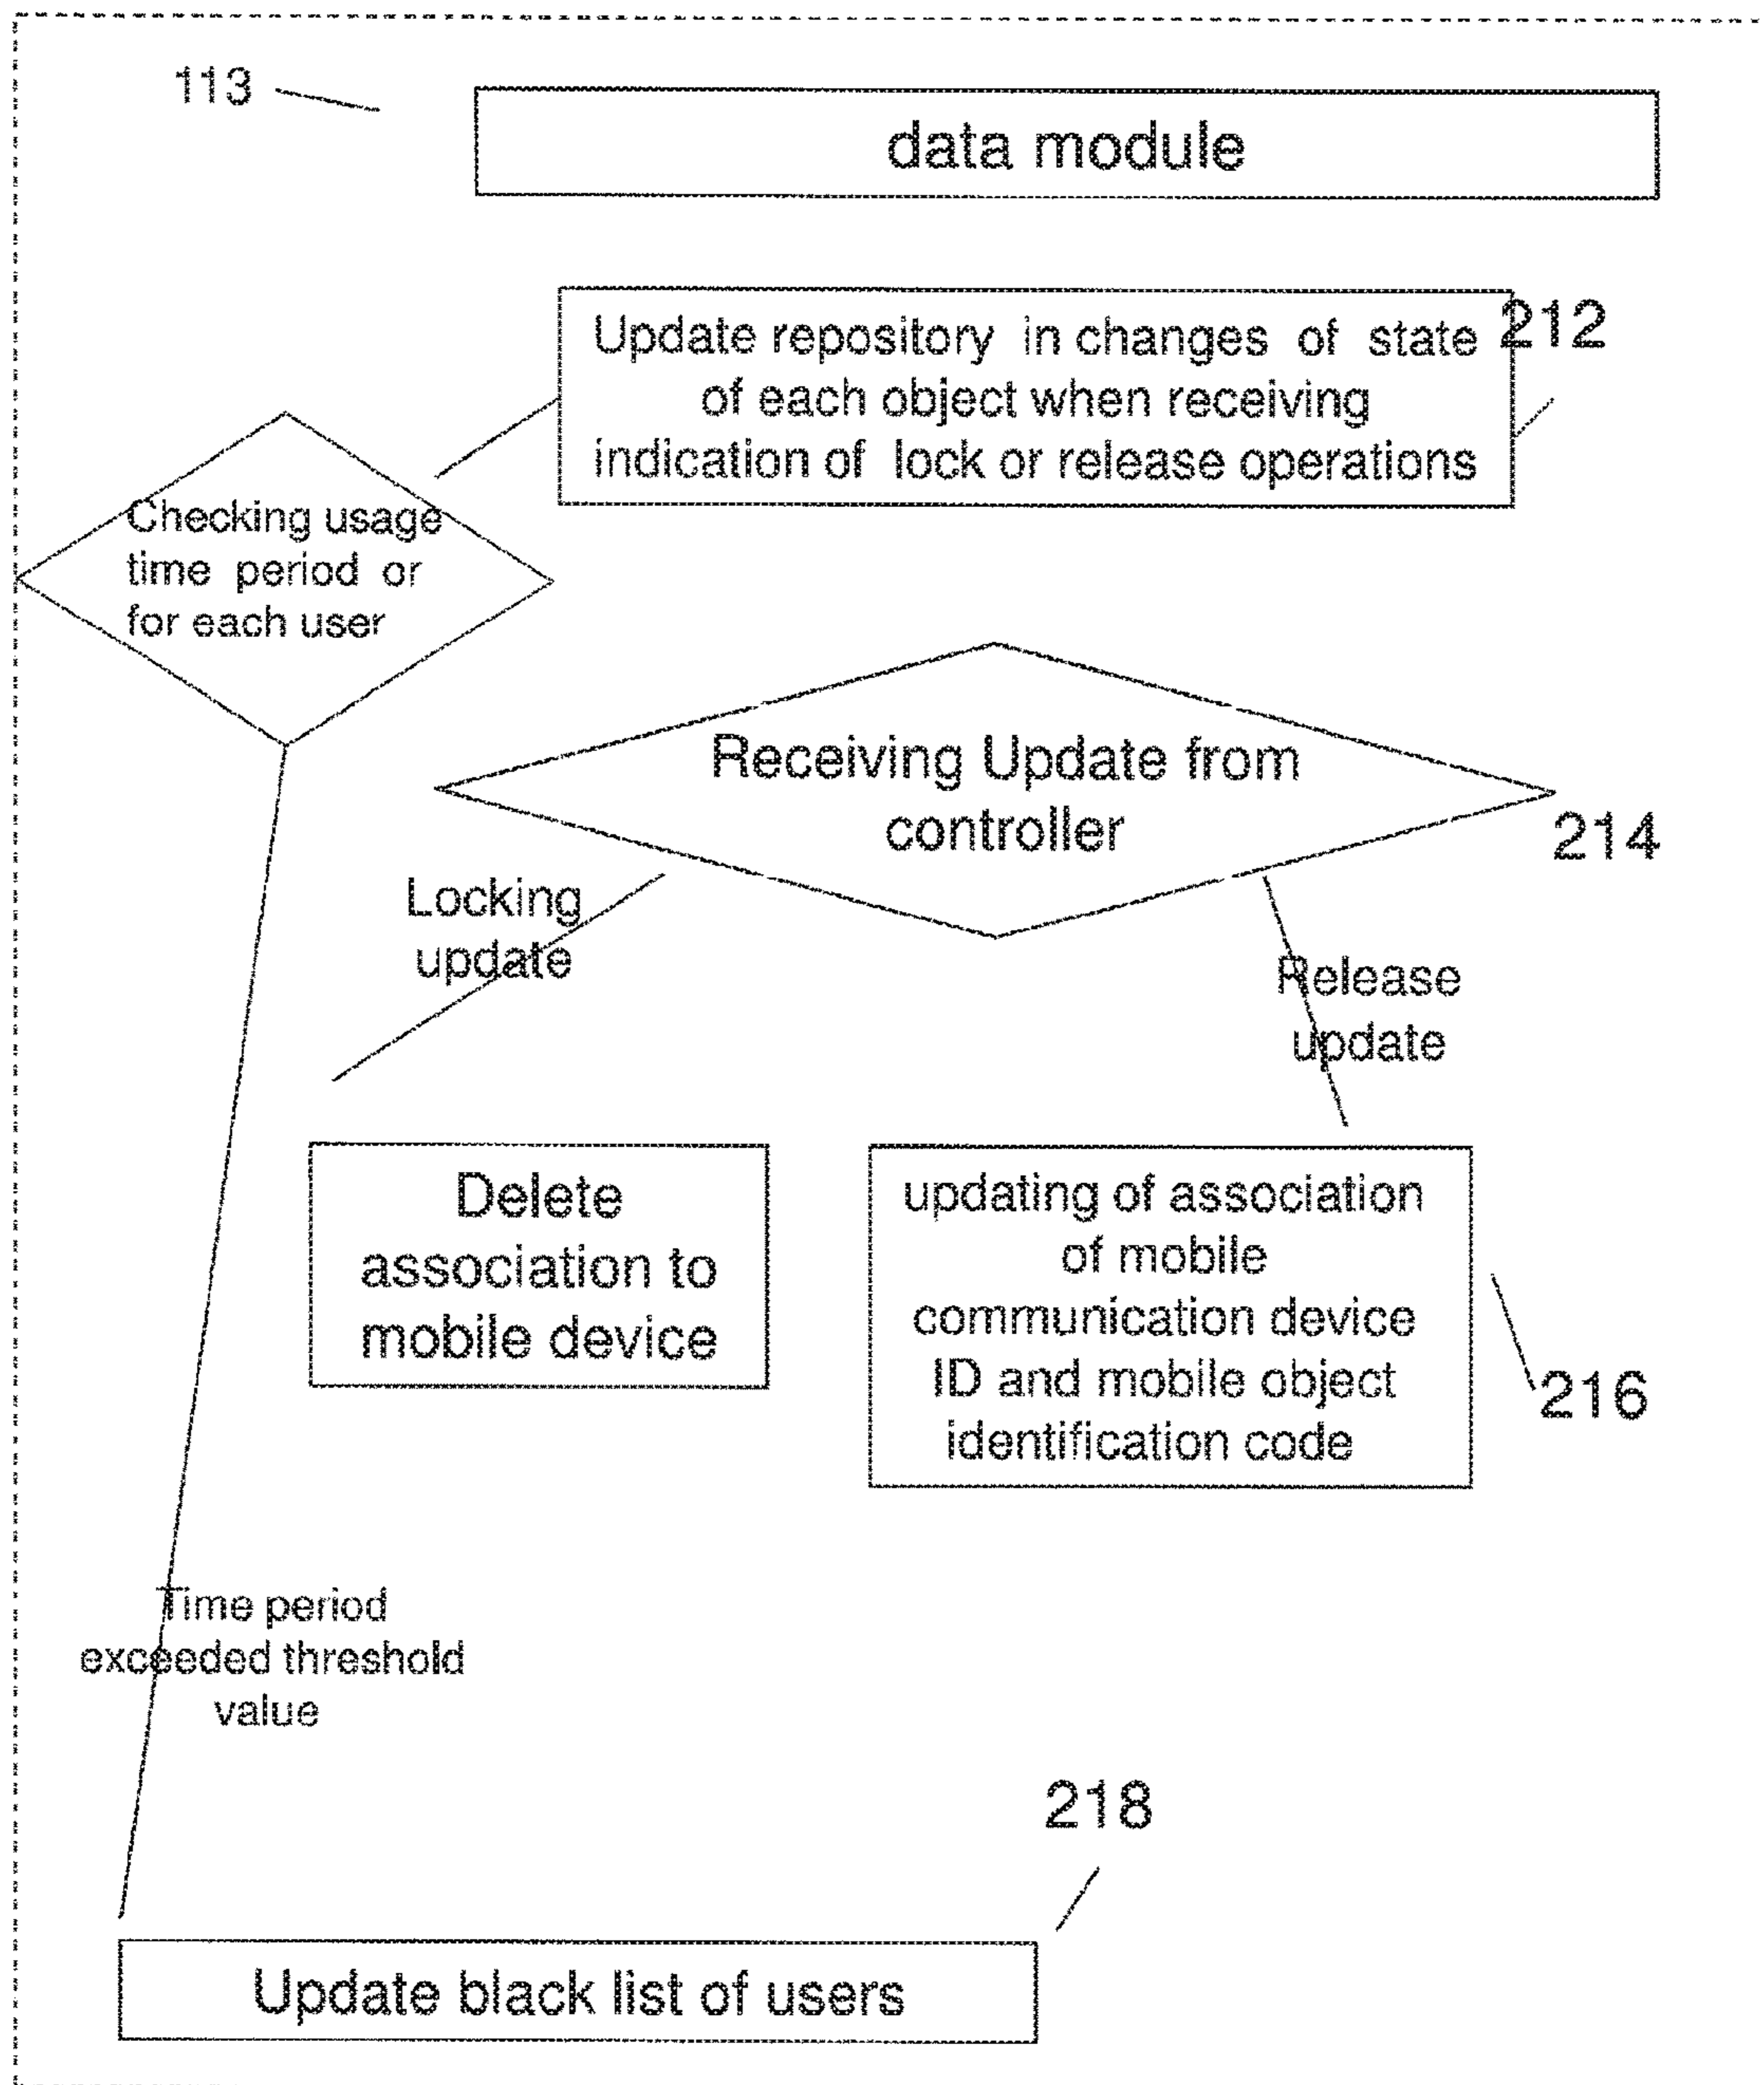 113
data module
212
Update repository in changes of state
of each object when receiving
indication of lock or release operations
Checking usage
time period or
for each user
Receiving Update from
controller
214
Locking
update
Release
update
Delete
association to
mobile device
updating of association
of mobile
communication device
ID and mobile object
identification code
216
Time period
exceeded threshold
value
218
Update black list of users